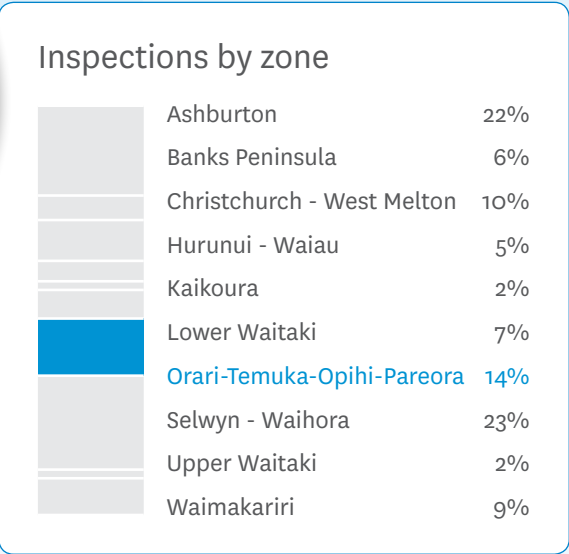 Inspections by zone
Ashburton 22%
Banks Peninsula 6%
Christchurch - West Melton 10%
Hurunui - Waiau 5%
Kaikoura 2%
Lower Waitaki 7%
Orari-Temuka-Opihi-Pareora 14%
Selwyn - Waihora 23%
Upper Waitaki 2%
Waimakariri 9%